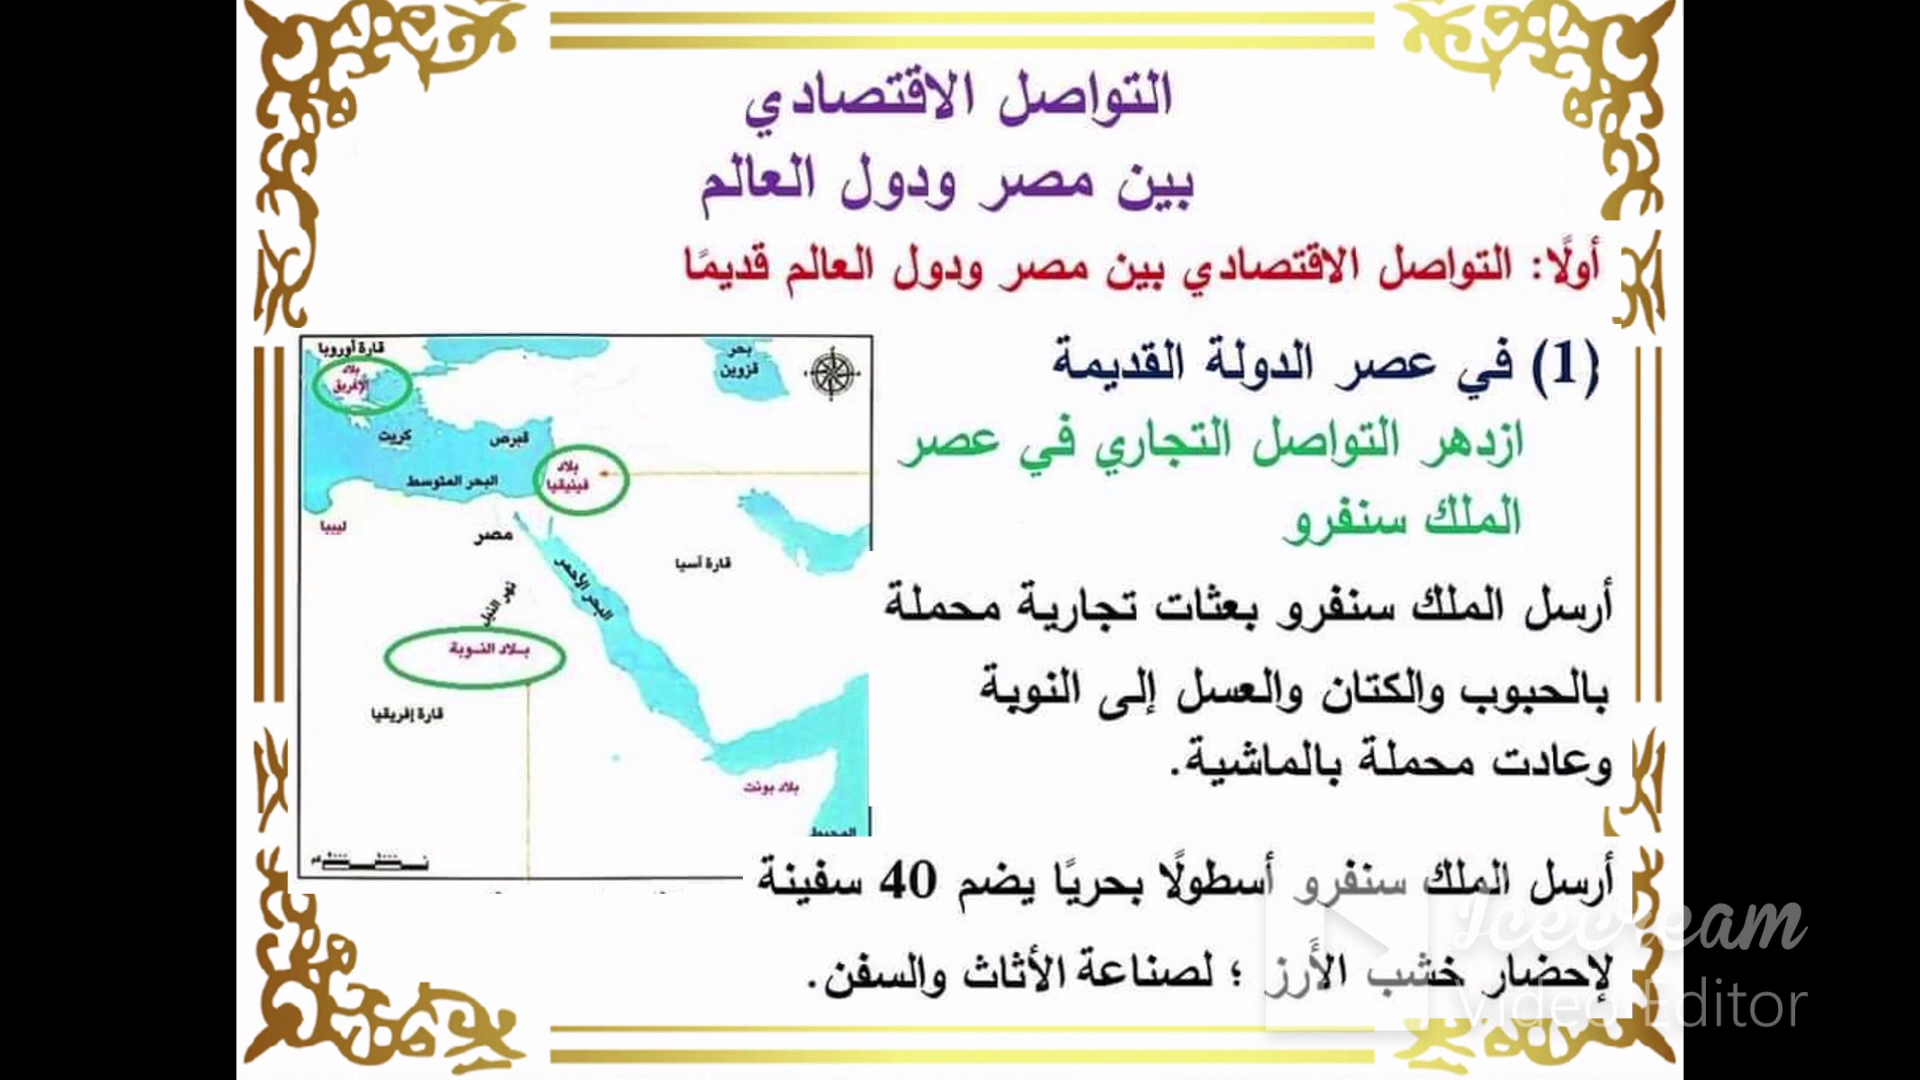 التواصل الاقتصادي
بين مصر ودول العالم
أولًا: التواصل الاقتصادي بين مصر ودول العالم قديمًا
(1) في عصر الدولة القديمة
ازدهر التواصل التجاري في عصر
الملك سنفرو
أرسل الملك سنفرو بعثات تجارية محملة
بالحبوب والكتان والعسل إلى النوبة
وعادت محملة بالماشية.
أرسل الملك سنفرو أسطولًا بحريًا يضم 40 سفينة
لإحضار خشب الأَرز ؛ لصناعة الأثاث والسفن.
قارة أوروبا
بلاد
الإغريق
بحر
قزوين
كريت
قبرص
بلاد
فينيقيا
البحر المتوسط
ليبيا
مصر
قارة آسيا
نهر النيل
البحر الأحمر
بلاد النوبة
قارة إفريقيا
بلاد بونت
المحيط
Icecream
Video Editor